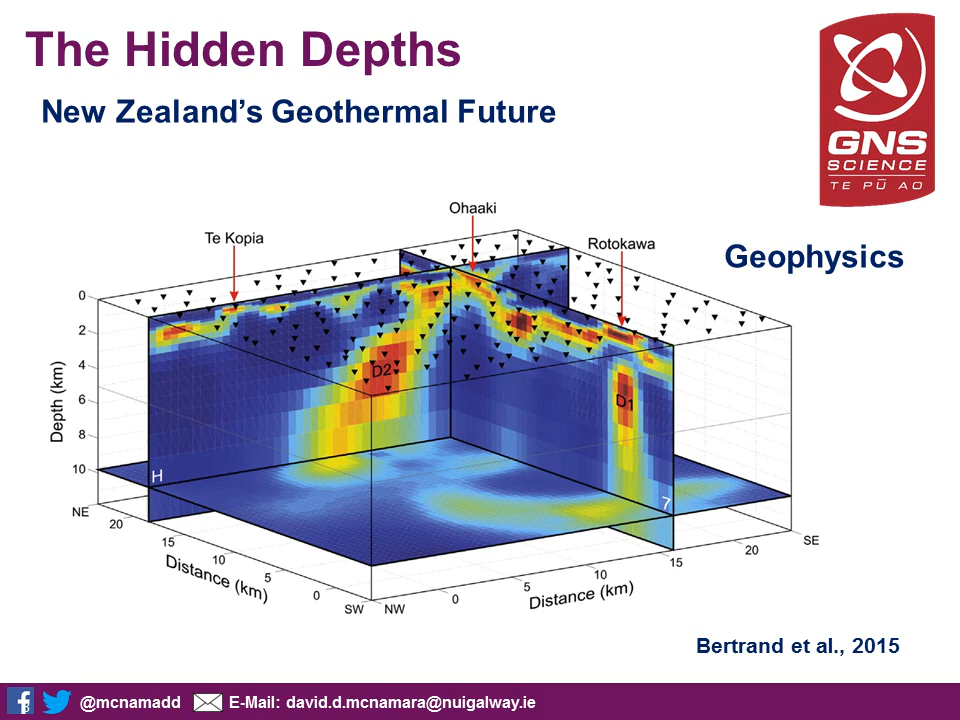 The Hidden Depths
New Zealand's Geothermal Future
GNS
SCIENCE
TE PŪ AO
Geophysics
Ohaaki
Te Kopia
Rotokawa
0
2
4
6
8
10
Depth (km)
D2
D1
H
7
NE
20
15
10
5
0
SW
Distance (km)
NW
0
5
10
15
20
SE
Distance (km)
Bertrand et al., 2015
3
@mcnamadd
E-Mail: david.d.mcnamara@nuigalway.ie